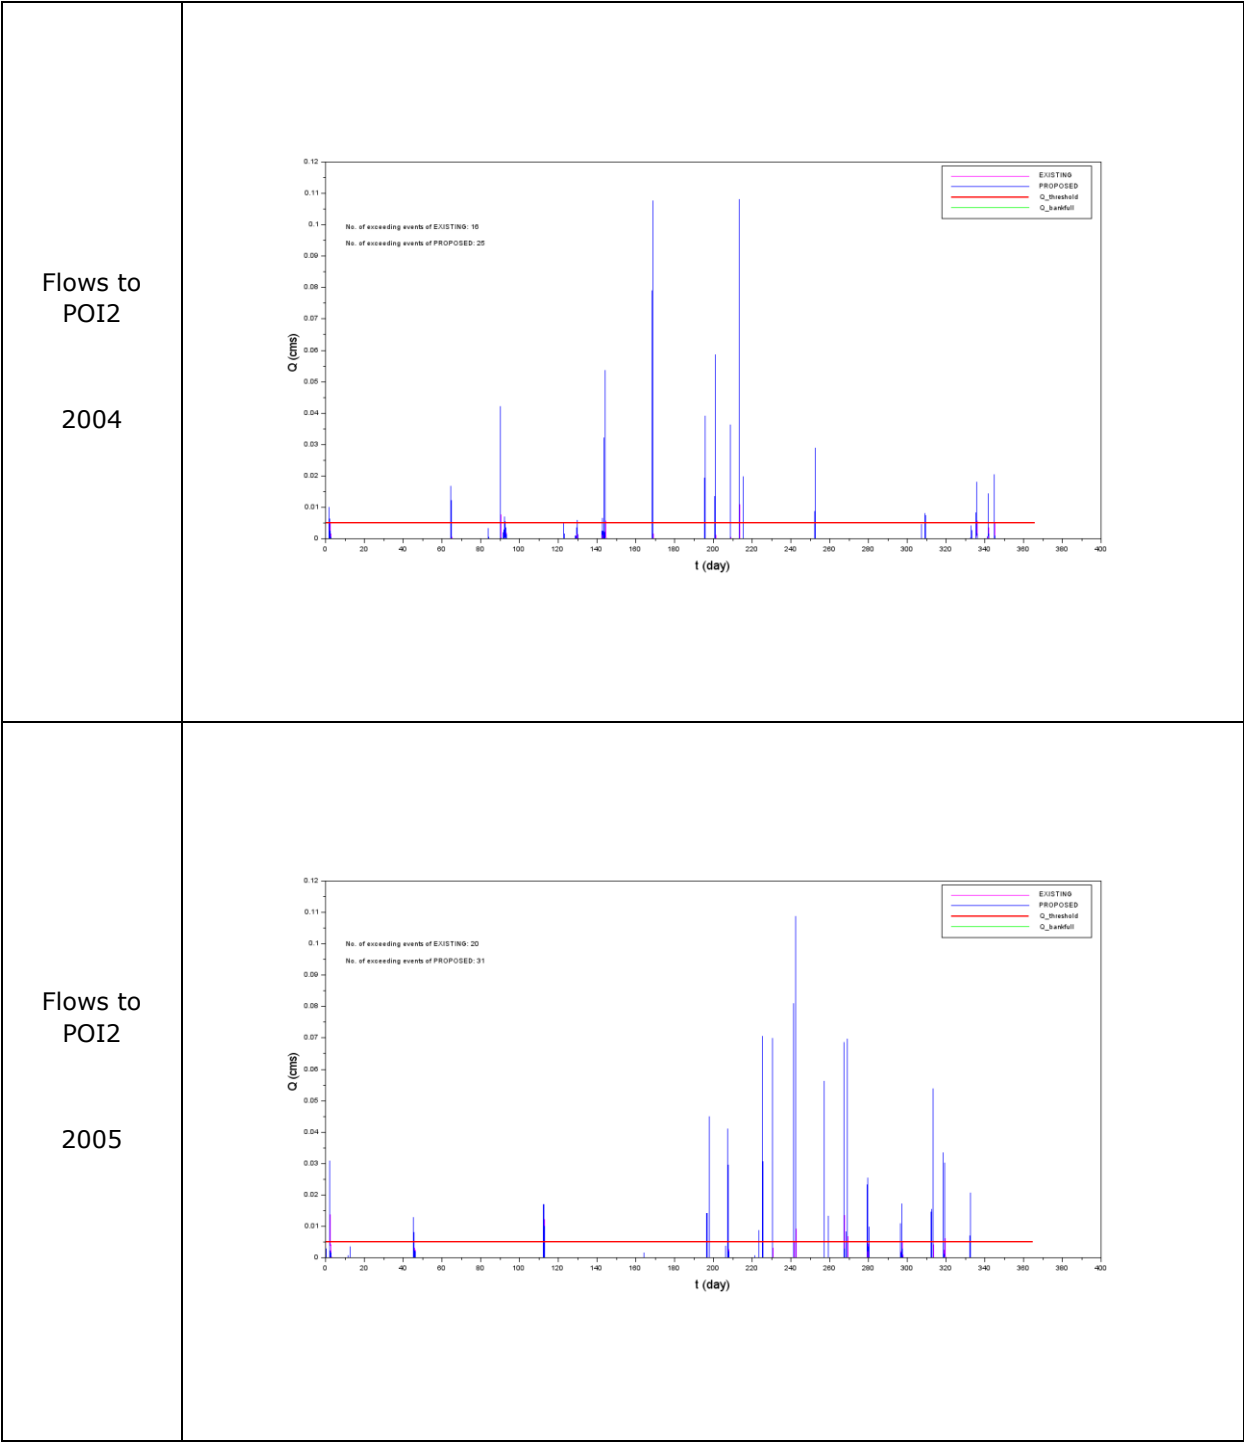 Flows to
POI2
2004
0.12
0.11
0.1
0.09
0.08
0.07
0.06
0.05
0.04
0.03
0.02
0.01
0
Q (cms)
No. of exceeding events of EXISTING: 16
No. of exceeding events of PROPOSED: 25
EXISTING
PROPOSED
Q_threshold
Q_bankfull
0 20 40 60 80 100 120 140 160 180 200 220 240 260 280 300 320 340 360 380 400
t (day)
Flows to
POI2
2005
0.12
0.11
0.1
0.09
0.08
0.07
0.06
0.05
0.04
0.03
0.02
0.01
0
Q (cms)
No. of exceeding events of EXISTING: 20
No. of exceeding events of PROPOSED: 31
EXISTING
PROPOSED
Q_threshold
Q_bankfull
0 20 40 60 80 100 120 140 160 180 200 220 240 260 280 300 320 340 360 380 400
t (day)